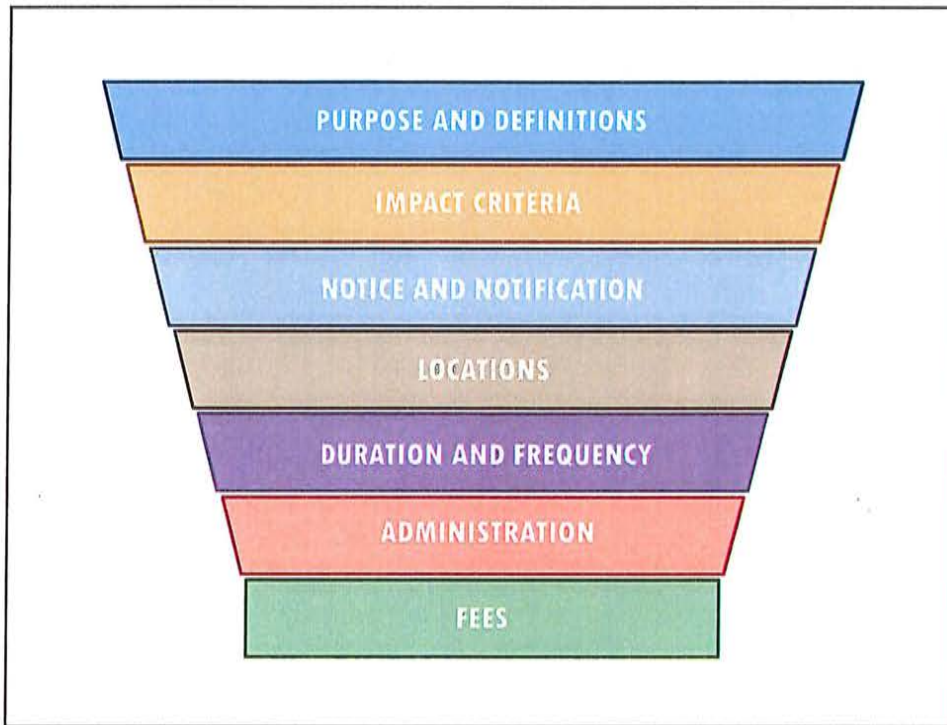 PURPOSE AND DEFINITIONS
IMPACT CRITERIA
NOTICE AND NOTIFICATION
LOCATIONS
DURATION AND FREQUENCY
ADMINISTRATION
FEES